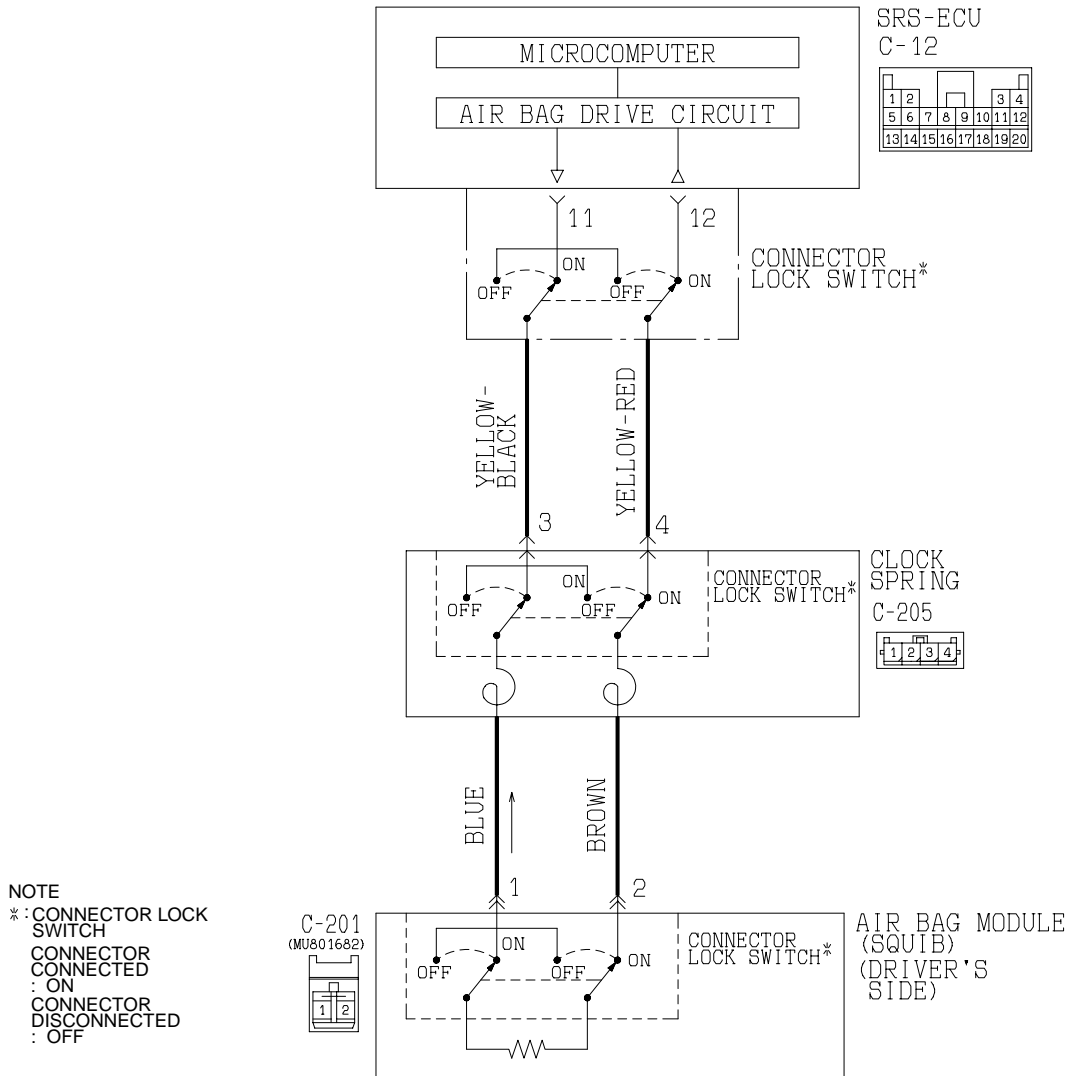 SRS-ECU
C-12
MICROCOMPUTER
AIR BAG DRIVE CIRCUIT
1 2 3 4
5 6 7 8 9 10 11 12
13 14 15 16 17 18 19 20
11 12
CONNECTOR
LOCK SWITCH*
ON
OFF
OFF
ON
YELLOW-
BLACK
YELLOW-RED
3 4
CLOCK
SPRING
C-205
1 2 3 4
CONNECTOR
LOCK SWITCH*
ON
OFF
OFF
ON
BLUE
BROWN
1 2
C-201
(MU801682)
1 2
CONNECTOR
LOCK SWITCH*
ON
OFF
OFF
ON
AIR BAG MODULE
(SQUIB)
(DRIVER'S
SIDE)
NOTE
*: CONNECTOR LOCK
SWITCH
CONNECTOR
CONNECTED
: ON
CONNECTOR
DISCONNECTED
: OFF